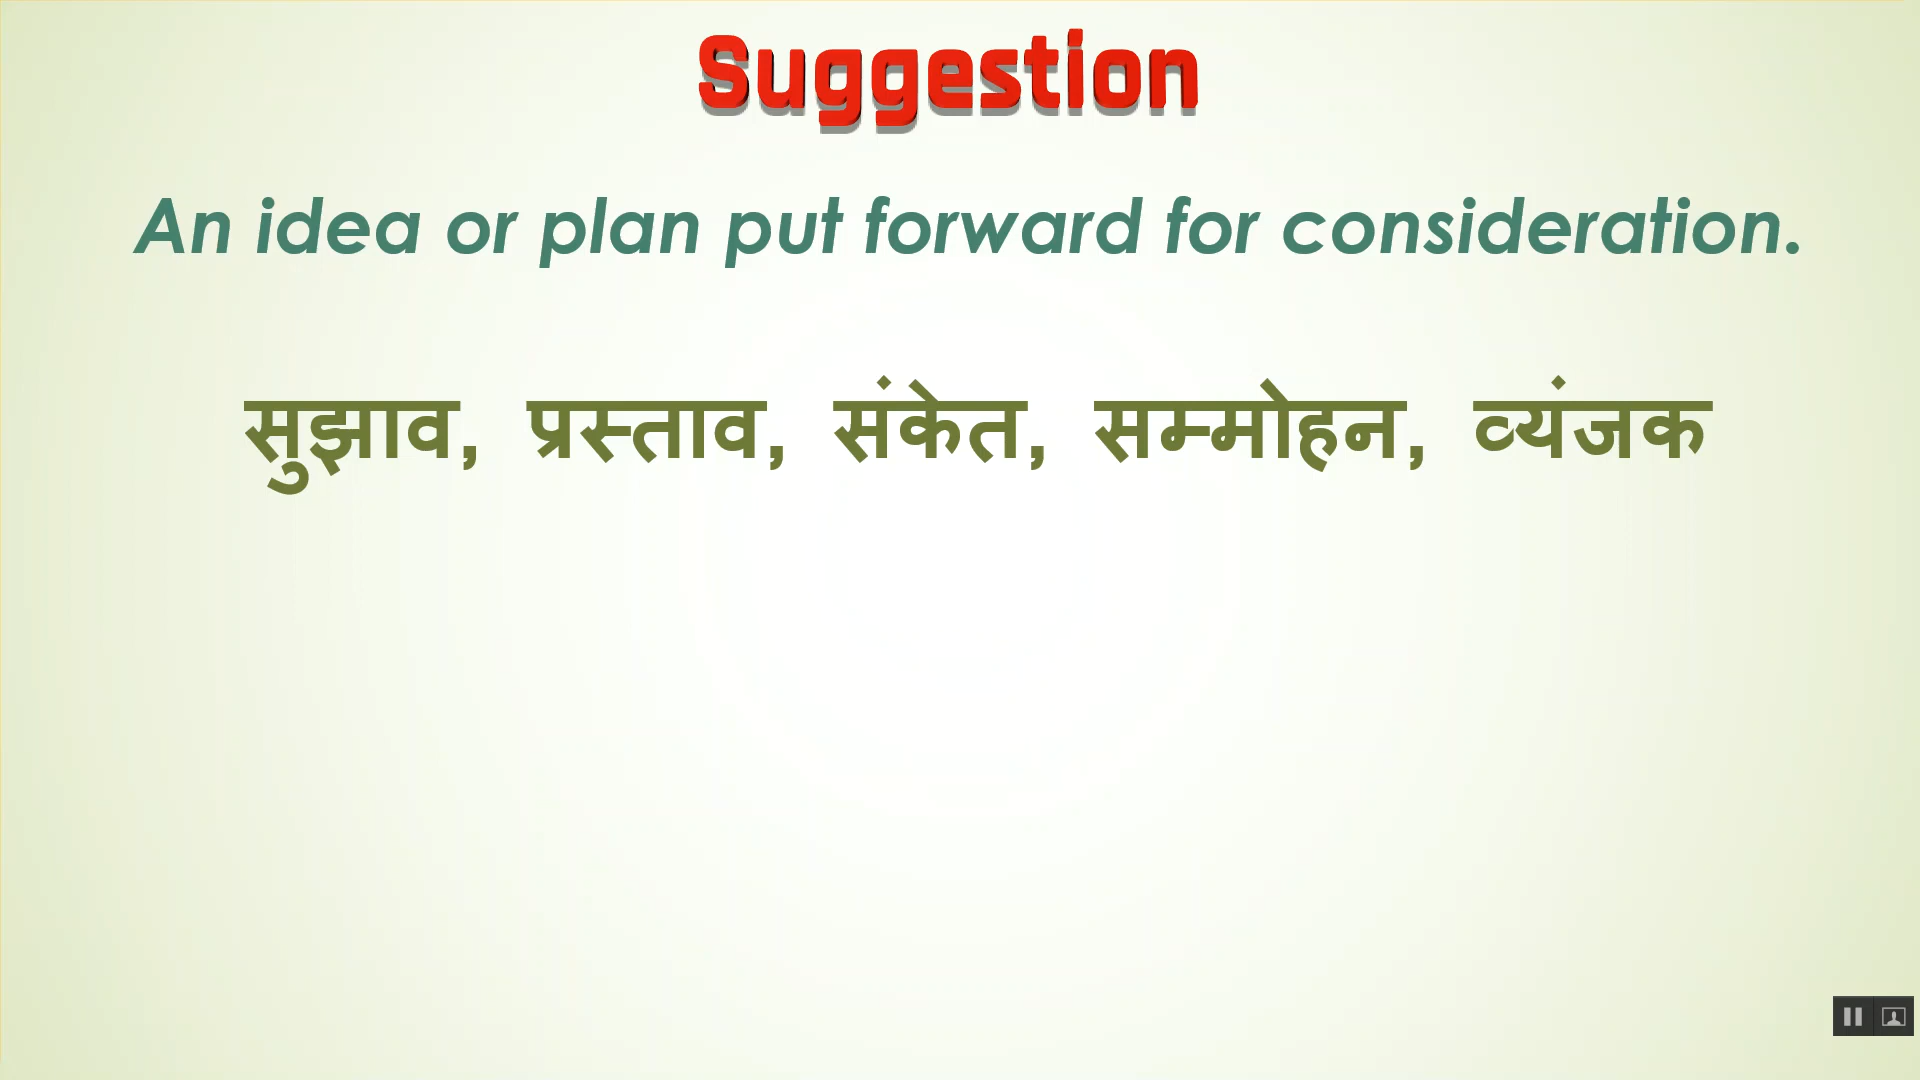 Suggestion
An idea or plan put forward for consideration.
सुझाव, प्रस्ताव, संकेत, सम्मोहन, व्यंजक